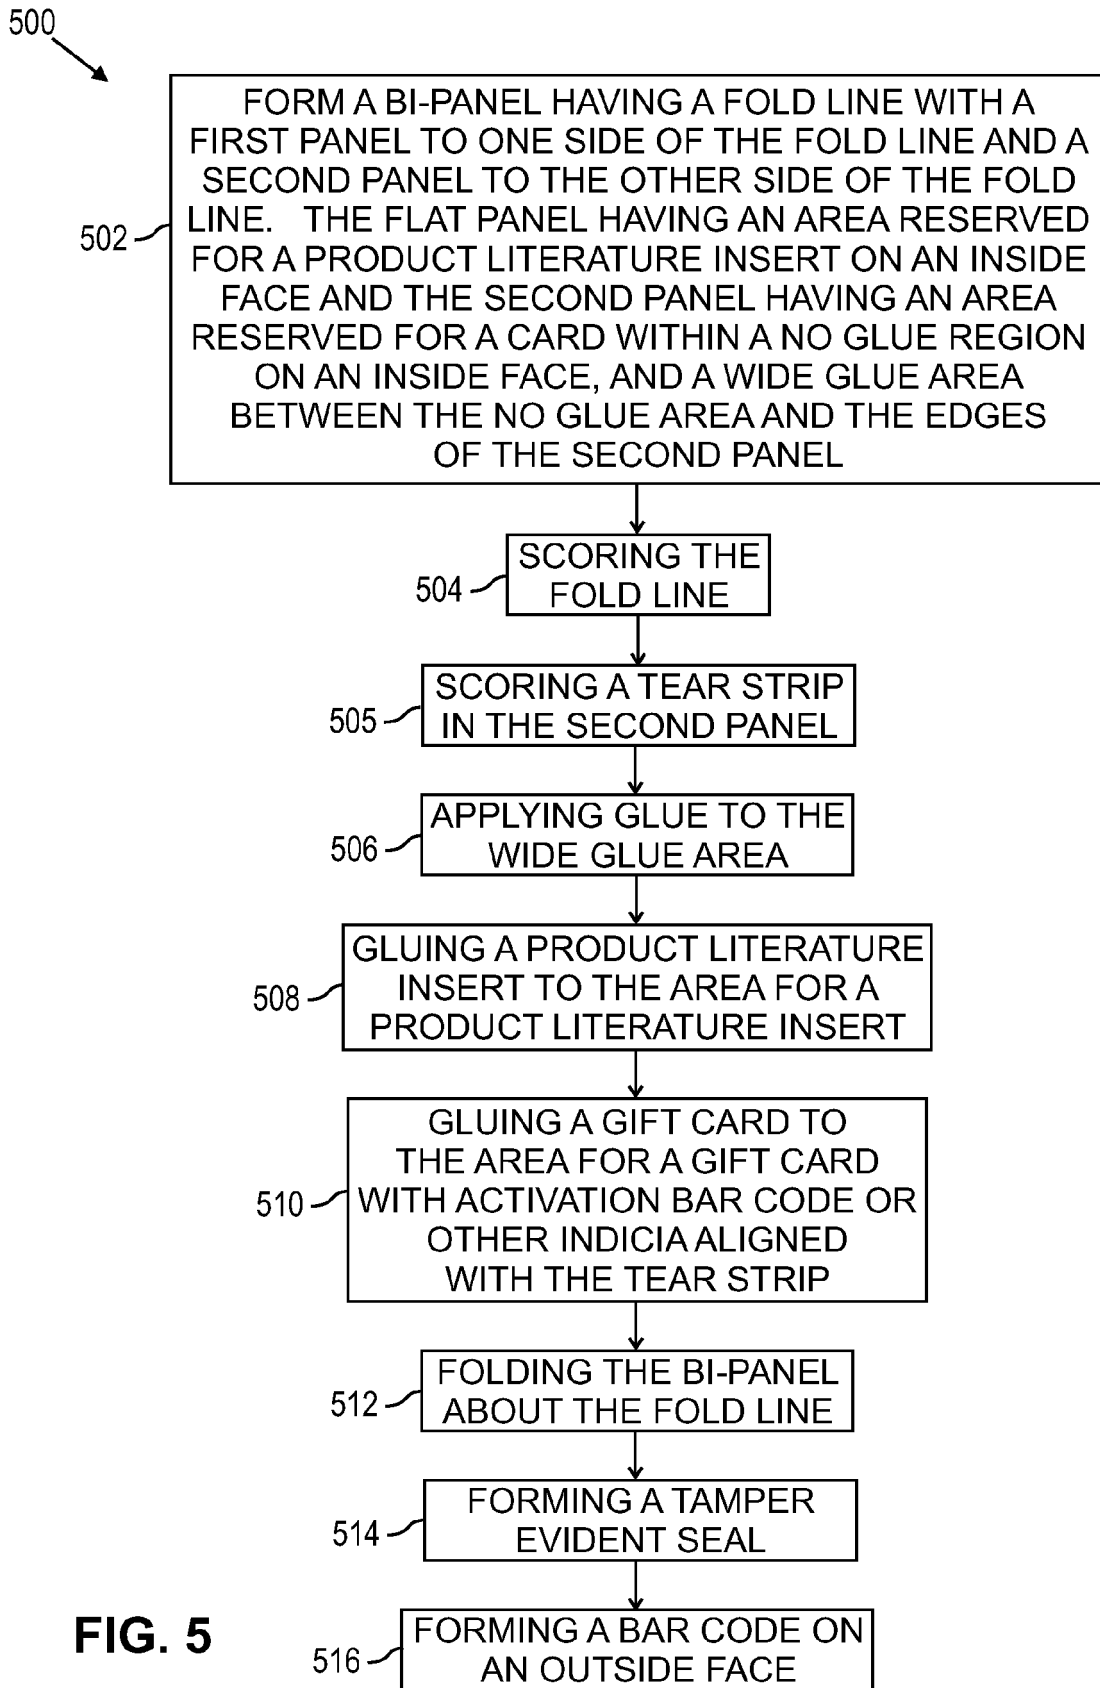 500
FORM A BI-PANEL HAVING A FOLD LINE WITH A
FIRST PANEL TO ONE SIDE OF THE FOLD LINE AND A
SECOND PANEL TO THE OTHER SIDE OF THE FOLD
LINE. THE FLAT PANEL HAVING AN AREA RESERVED
FOR A PRODUCT LITERATURE INSERT ON AN INSIDE
FACE AND THE SECOND PANEL HAVING AN AREA
RESERVED FOR A CARD WITHIN A NO GLUE REGION
ON AN INSIDE FACE, AND A WIDE GLUE AREA
BETWEEN THE NO GLUE AREA AND THE EDGES
OF THE SECOND PANEL
502
SCORING THE
FOLD LINE
504
SCORING A TEAR STRIP
IN THE SECOND PANEL
505
APPLYING GLUE TO THE
WIDE GLUE AREA
506
GLUING A PRODUCT LITERATURE
INSERT TO THE AREA FOR A
PRODUCT LITERATURE INSERT
508
GLUING A GIFT CARD TO
THE AREA FOR A GIFT CARD
WITH ACTIVATION BAR CODE OR
OTHER INDICIA ALIGNED
WITH THE TEAR STRIP
510
FOLDING THE BI-PANEL
ABOUT THE FOLD LINE
512
FORMING A TAMPER
EVIDENT SEAL
514
FORMING A BAR CODE ON
AN OUTSIDE FACE
516
FIG. 5